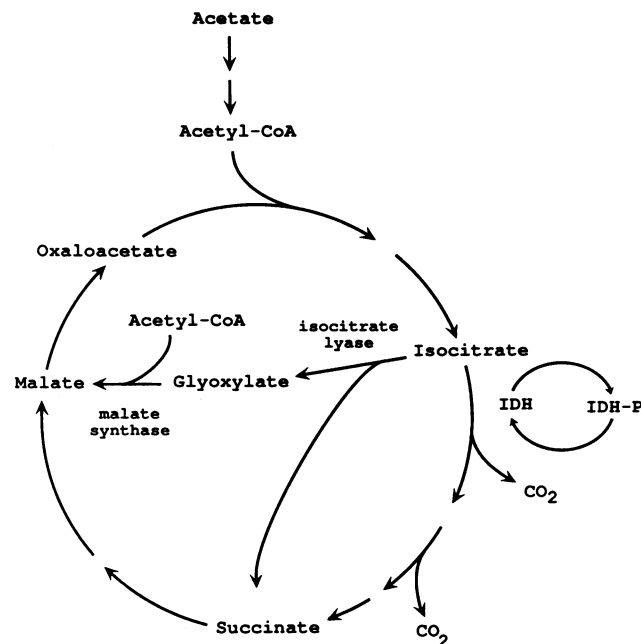 Acetate
Acetyl-CoA
Oxaloacetate
Acetyl-CoA
isocitrate
lyase
Isocitrate
Malate
Glyoxylate
malate
synthase
IDH
IDH-P
CO2
Succinate
CO2